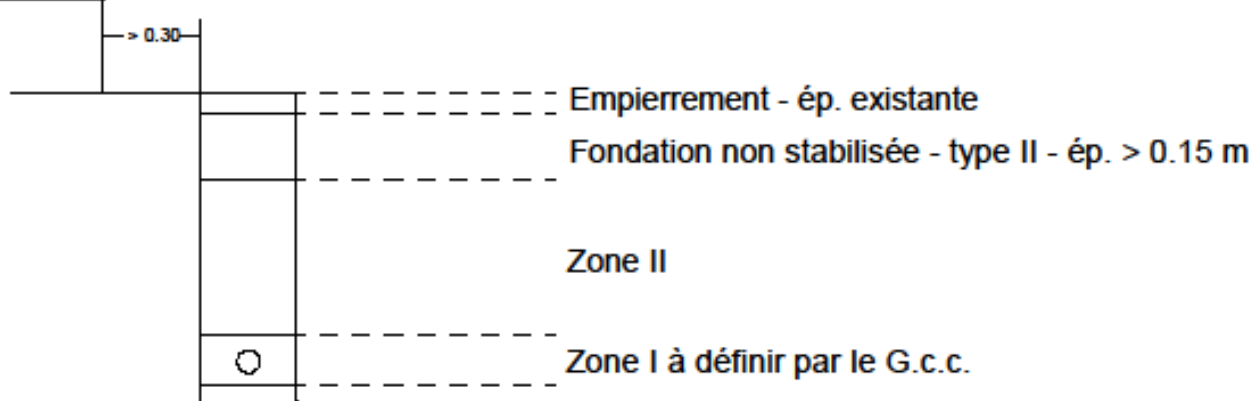 > 0.30
Empierrement - ép. existante
Fondation non stabilisée - type II - ép. > 0.15 m
Zone II
Zone I à définir par le G.c.c.